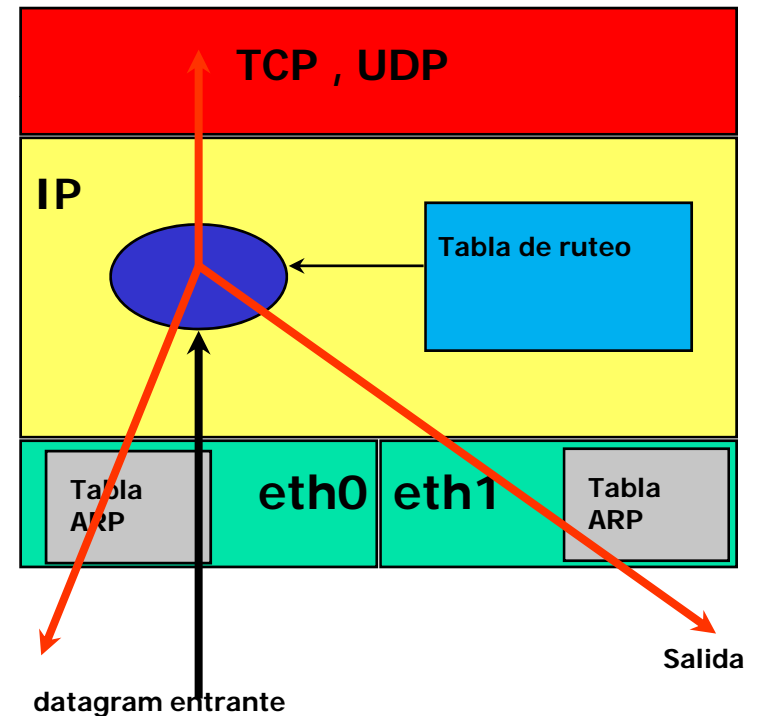 TCP , UDP
IP
Tabla de ruteo
Tabla
ARP
eth0
eth1
Tabla
ARP
Salida
datagram entrante